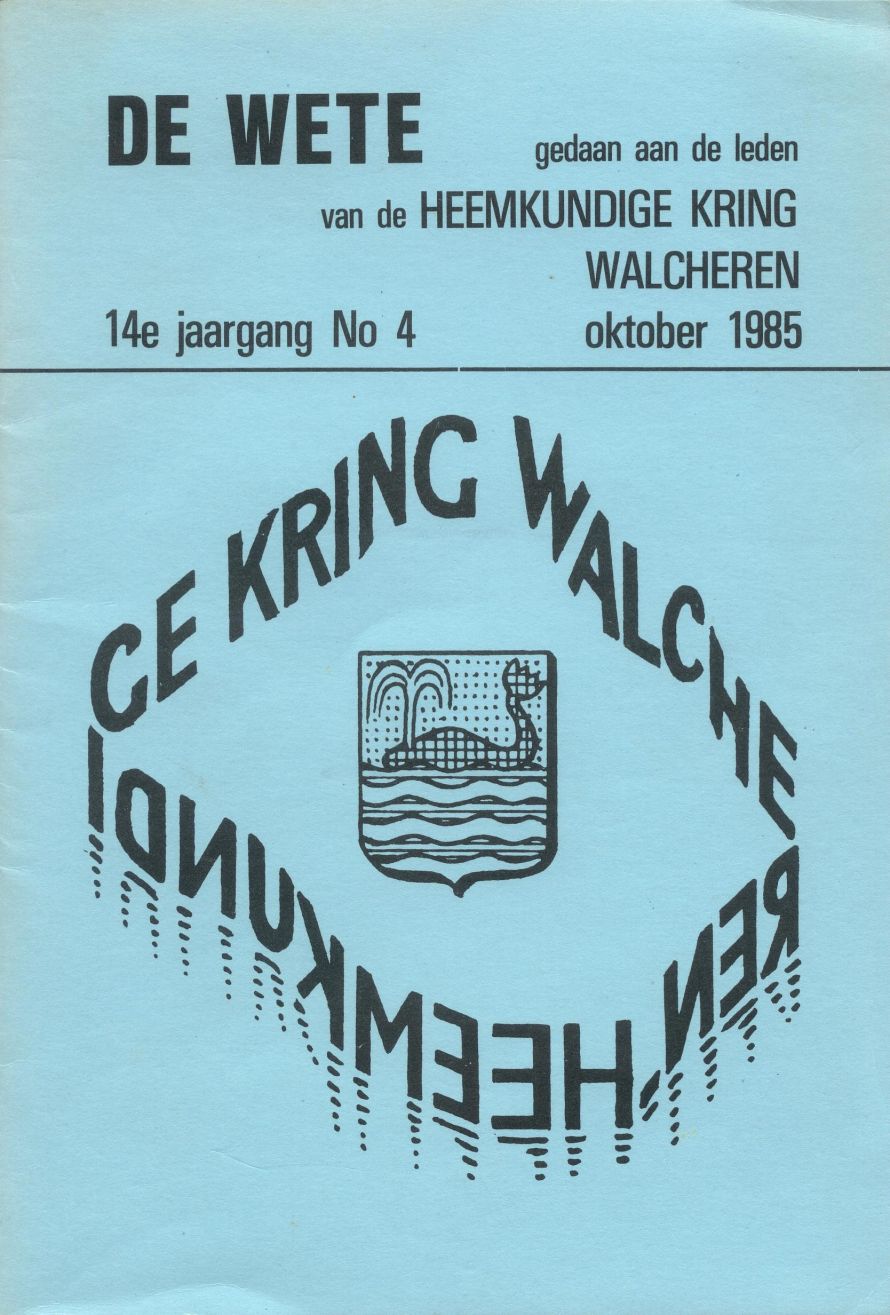 DE WETE gedaan aan de leden
van de HEEMKUNDIGE KRING
WALCHEREN
14e jaargang No 4 oktober 1985
HEEMKUNDIGE KRING WALCHEREN